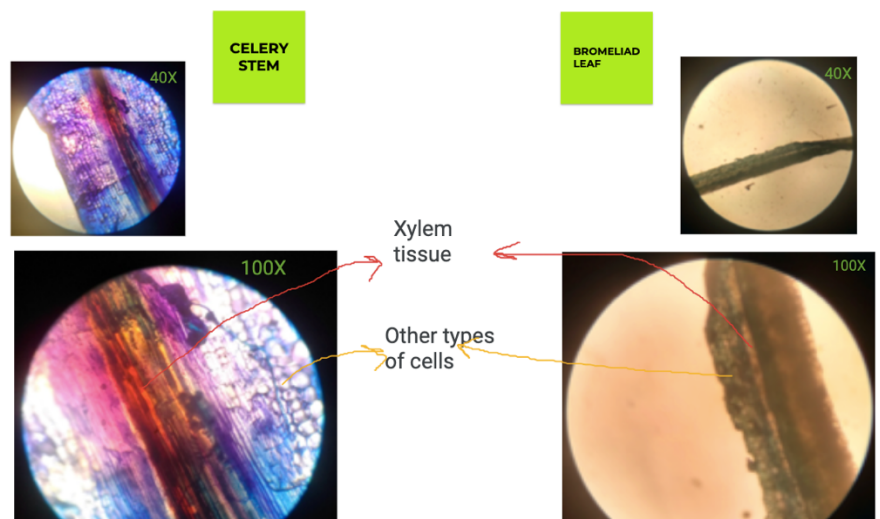 CELERY
STEM
BROMELIAD
LEAF
40X
40X
Xylem
tissue
100X
100X
Other types
of cells